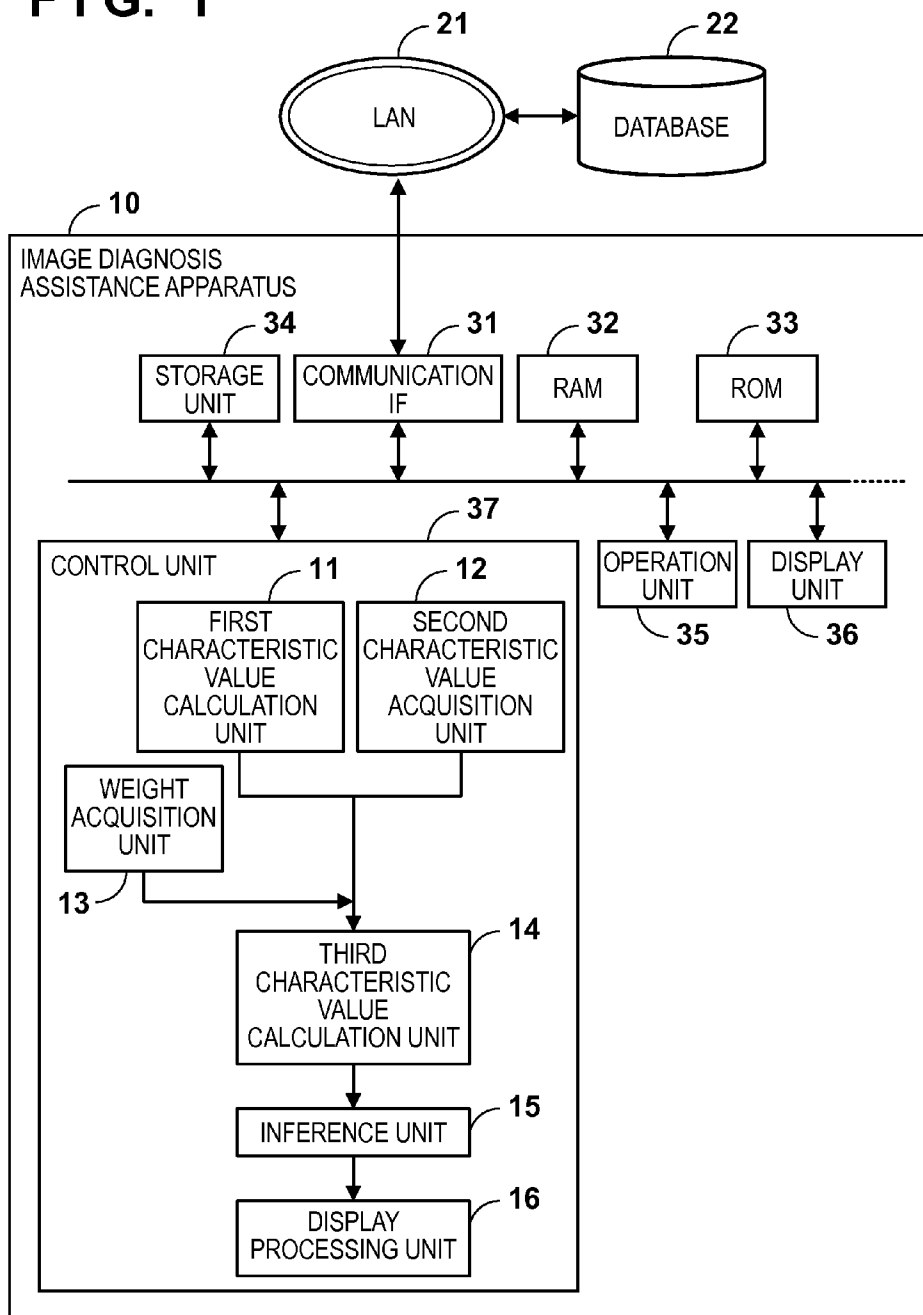 FIG. 1
21
22
LAN
DATABASE
10
IMAGE DIAGNOSIS
ASSISTANCE APPARATUS
34
31
32
33
STORAGE
UNIT
COMMUNICATION
IF
RAM
ROM
37
CONTROL UNIT
11
12
OPERATION
UNIT
DISPLAY
UNIT
35
36
FIRST
CHARACTERISTIC
VALUE
CALCULATION
UNIT
SECOND
CHARACTERISTIC
VALUE
ACQUISITION
UNIT
WEIGHT
ACQUISITION
UNIT
13
14
THIRD
CHARACTERISTIC
VALUE
CALCULATION UNIT
15
INFERENCE UNIT
16
DISPLAY
PROCESSING UNIT